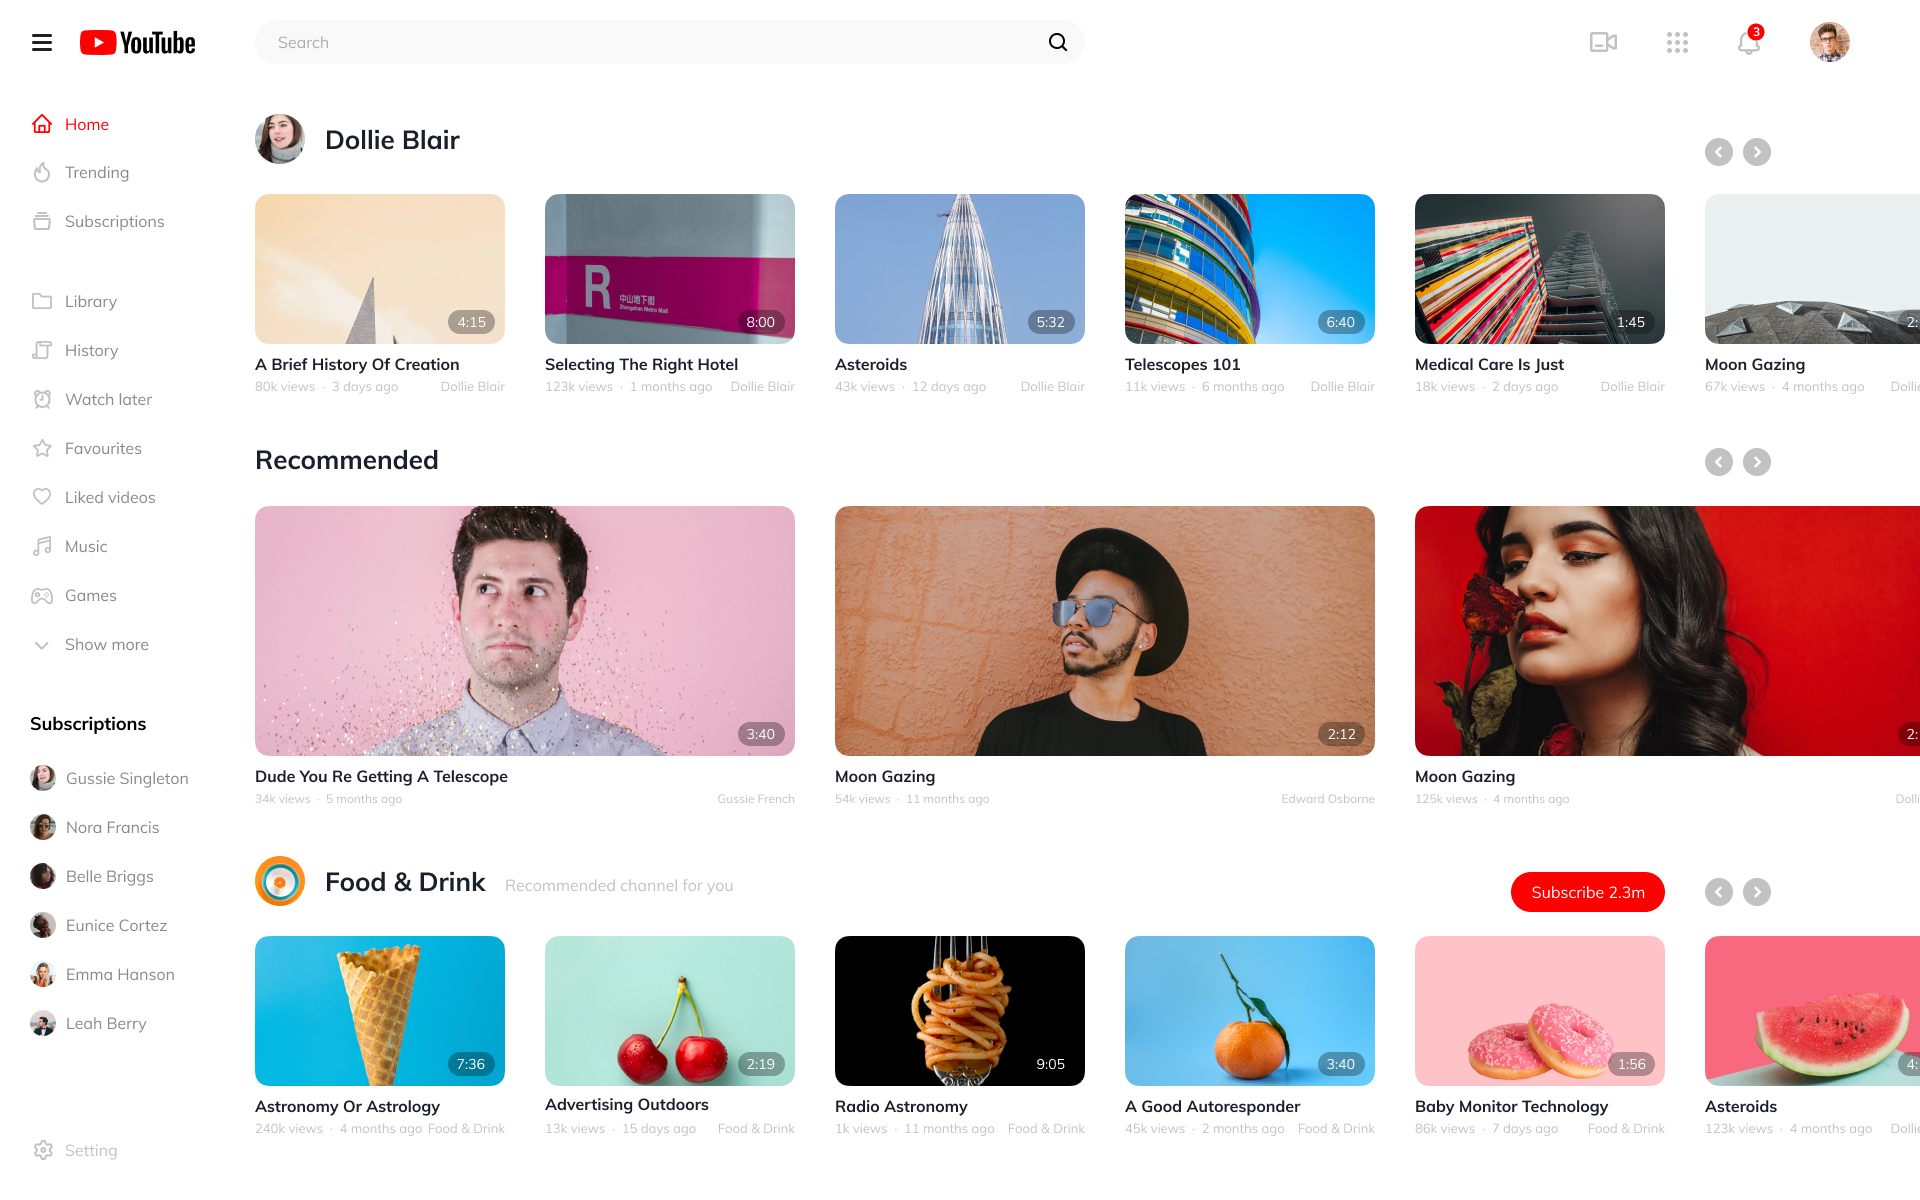 YouTube
Search
3
Home
Trending
Subscriptions
Library
History
Watch later
Favourites
Liked videos
Music
Games
Show more
Subscriptions
Gussie Singleton
Nora Francis
Belle Briggs
Eunice Cortez
Emma Hanson
Leah Berry
Setting
Dollie Blair
4:15
R
中山地下街
Zhongshan Metro Mall
8:00
5:32
6:40
1:45
2:
A Brief History Of Creation
80k views · 3 days ago Dollie Blair
Selecting The Right Hotel
123k views · 1 months ago Dollie Blair
Asteroids
43k views · 12 days ago Dollie Blair
Telescopes 101
11k views · 6 months ago Dollie Blair
Medical Care Is Just
18k views · 2 days ago Dollie Blair
Moon Gazing
67k views · 4 months ago Dollie
Recommended
3:40
2:12
2:
Dude You Re Getting A Telescope
34k views · 5 months ago Gussie French
Moon Gazing
54k views · 11 months ago Edward Osborne
Moon Gazing
125k views · 4 months ago Dolli
Food & Drink Recommended channel for you
Subscribe 2.3m
7:36
2:19
9:05
3:40
1:56
4:
Astronomy Or Astrology
240k views · 4 months ago Food & Drink
Advertising Outdoors
13k views · 15 days ago Food & Drink
Radio Astronomy
1k views · 11 months ago Food & Drink
A Good Autoresponder
45k views · 2 months ago Food & Drink
Baby Monitor Technology
86k views · 7 days ago Food & Drink
Asteroids
123k views · 4 months ago Dollie